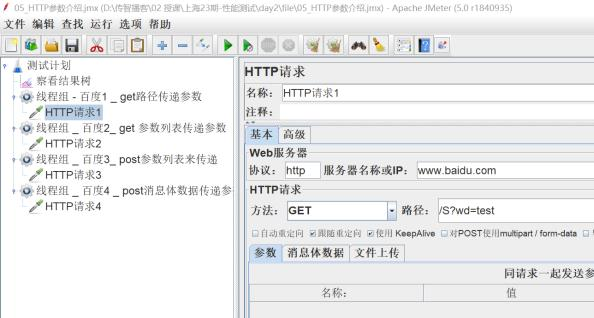 05_HTTP参数介绍.jmx (D:\传智播客\02 授课\上海23期-性能测试\day2\file\05_HTTP参数介绍.jmx) - Apache JMeter (5.0 r1840935)
文件 编辑 查找 运行 选项 帮助
测试计划
察看结果树
线程组 - 百度1 _ get路径传递参数
HTTP请求1
线程组 _ 百度2_ get 参数列表传递参数
HTTP请求2
线程组 _ 百度3_ post参数列表来传递
HTTP请求3
线程组 _ 百度4 _ post消息体数据传递参
HTTP请求4
HTTP请求
名称: HTTP请求1
注释:
基本 高级
Web服务器
协议: http 服务器名称或IP: www.baidu.com
HTTP请求
方法: GET 路径: /S?wd=test
自动重定向 跟随重定向 使用 KeepAlive 对POST使用multipart / form-data
参数 消息体数据 文件上传
同请求一起发送参
名称: 值